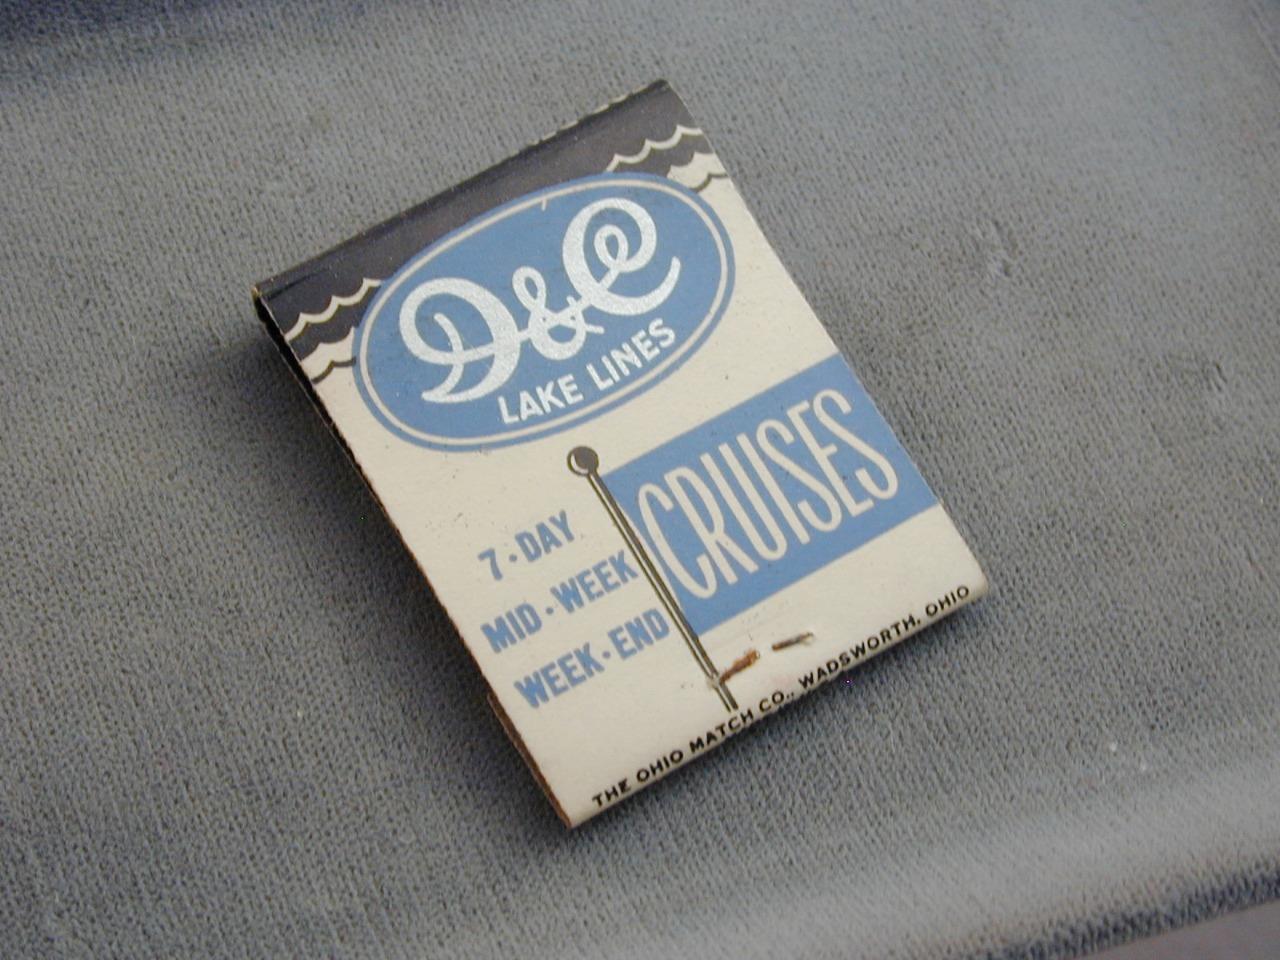 D&C
LAKE LINES
CRUISES
7-DAY
MID-WEEK
WEEK-END
THE OHIO MATCH CO., WADSWORTH, OHIO